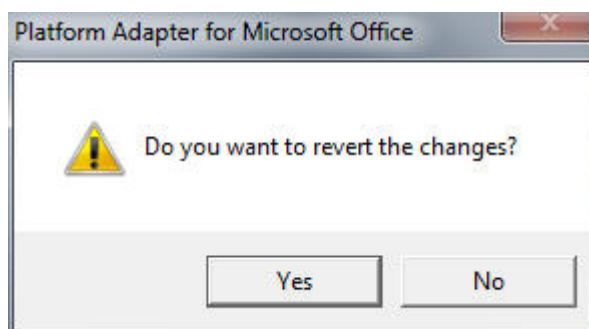 Platform Adapter for Microsoft Office
Do you want to revert the changes?
Yes
No